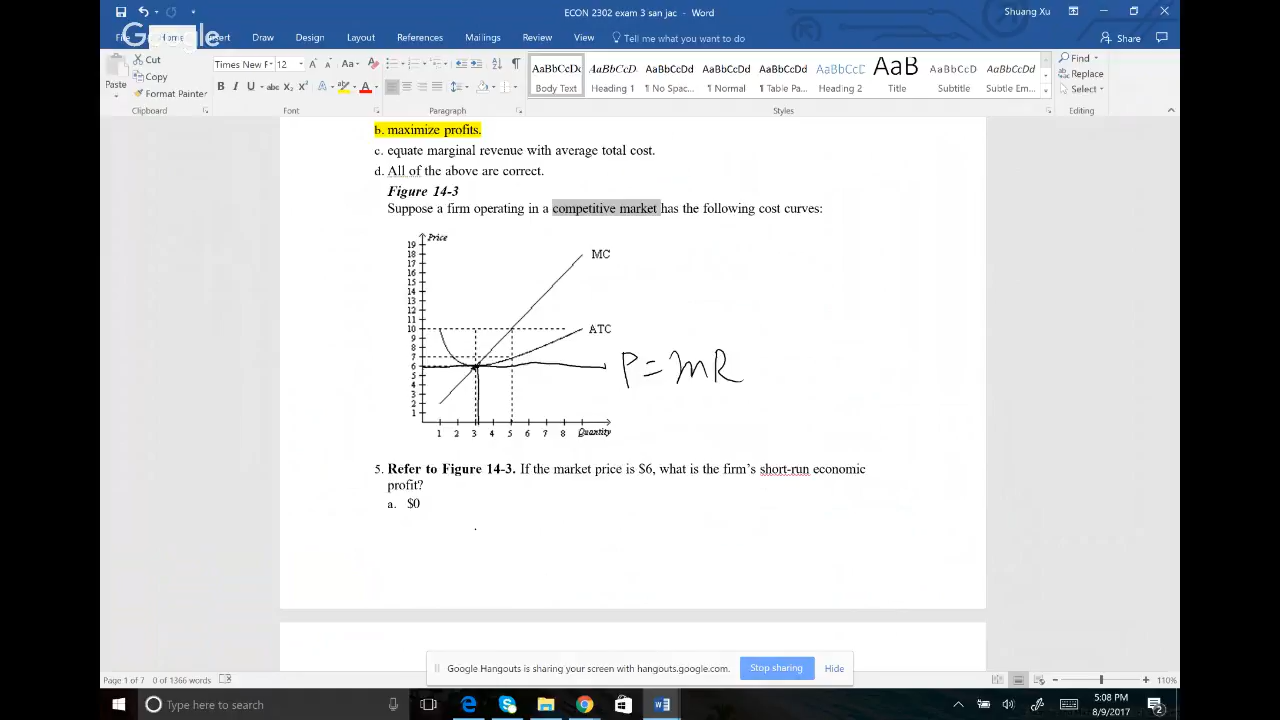 ECON 2302 exam 3 san jac - Word
Shuang Xu
Google
File Home Insert Draw Design Layout References Mailings Review View Tell me what you want to do Share
Paste Cut Copy Format Painter
Times New F 12
AaBbCcDc AaBbCcDd AaBbCcDd AaBbCcDd AaBbCcDd AaBbCcDd AaB AaBbCcDd AaBbCcDd
Body Text Heading 1 ¶ No Spac... ¶ Normal ¶ Table Pa... Heading 2 Title Subtitle Subtle Em...
Find Replace Select
Clipboard Font Paragraph Styles Editing
b. maximize profits.
c. equate marginal revenue with average total cost.
d. All of the above are correct.
Figure 14-3
Suppose a firm operating in a competitive market has the following cost curves:
Price
19
18
17
16
15
14
13
12
11
10
9
8
7
6
5
4
3
2
1
MC
ATC
P = MR
1 2 3 4 5 6 7 8 Quantity
5. Refer to Figure 14-3. If the market price is $6, what is the firm's short-run economic
profit?
a. $0
Google Hangouts is sharing your screen with hangouts.google.com. Stop sharing Hide
Page 1 of 7 0 of 1366 words 110%
Type here to search
5:08 PM
8/9/2017
2